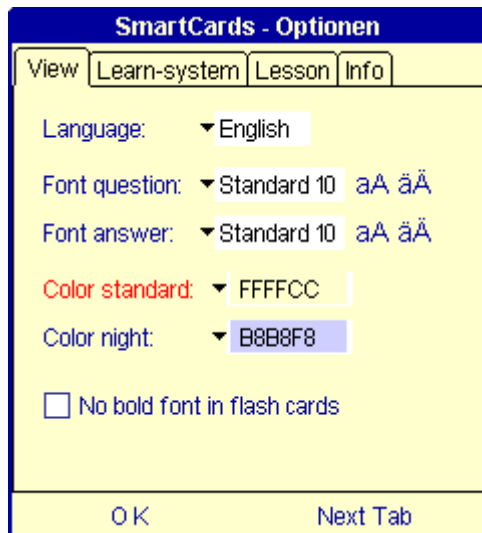 SmartCards - Optionen
View Learn-system Lesson Info
Language: English
Font question: Standard 10 aA äÄ
Font answer: Standard 10 aA äÄ
Color standard: FFFFCC
Color night: B8B8F8
No bold font in flash cards
OK Next Tab